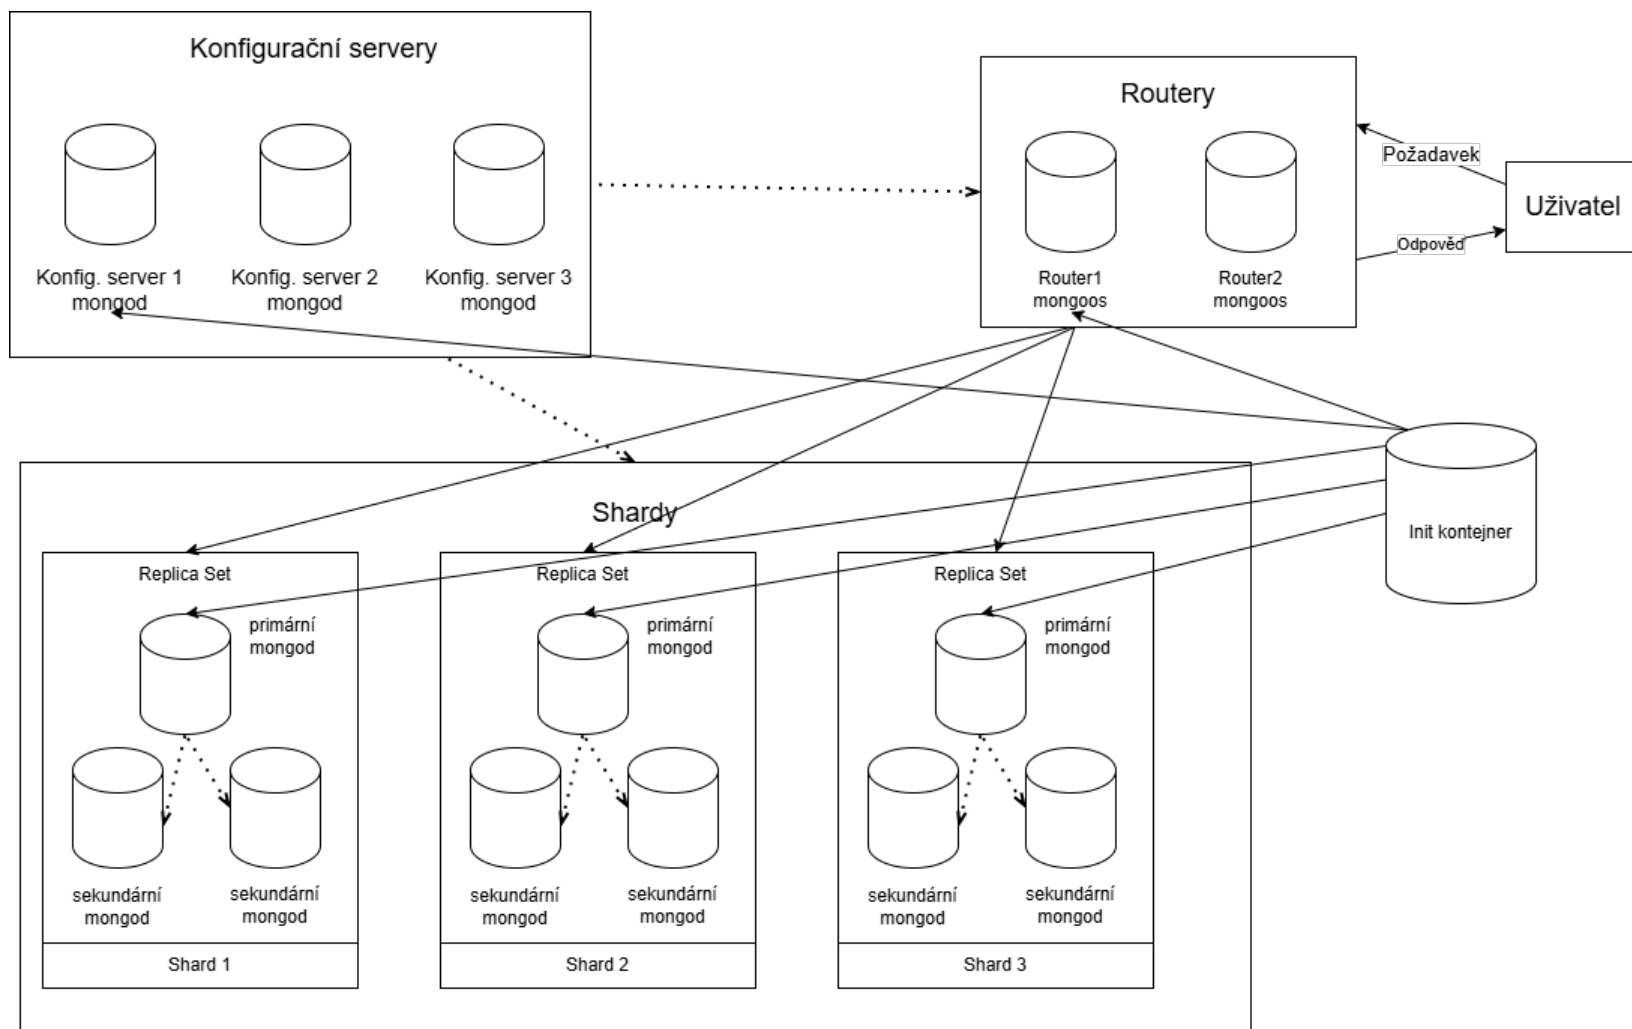 Konfigurační servery
Konfig. server 1
mongod
Konfig. server 2
mongod
Konfig. server 3
mongod
Routery
Router1
mongoos
Router2
mongoos
Požadavek
Odpověď
Uživatel
Init kontejner
Shardy
Replica Set
primární
mongod
sekundární
mongod
sekundární
mongod
Shard 1
Replica Set
primární
mongod
sekundární
mongod
sekundární
mongod
Shard 2
Replica Set
primární
mongod
sekundární
mongod
sekundární
mongod
Shard 3